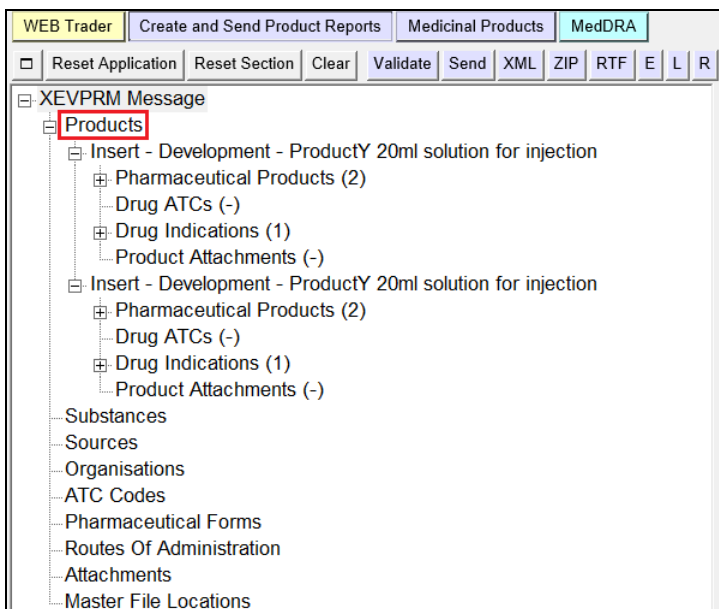 WEB Trader Create and Send Product Reports Medicinal Products MedDRA
Reset Application Reset Section Clear Validate Send XML ZIP RTF E L R
XEVPRM Message
Products
Insert - Development - ProductY 20ml solution for injection
Pharmaceutical Products (2)
Drug ATCs (-)
Drug Indications (1)
Product Attachments (-)
Insert - Development - ProductY 20ml solution for injection
Pharmaceutical Products (2)
Drug ATCs (-)
Drug Indications (1)
Product Attachments (-)
Substances
Sources
Organisations
ATC Codes
Pharmaceutical Forms
Routes Of Administration
Attachments
Master File Locations